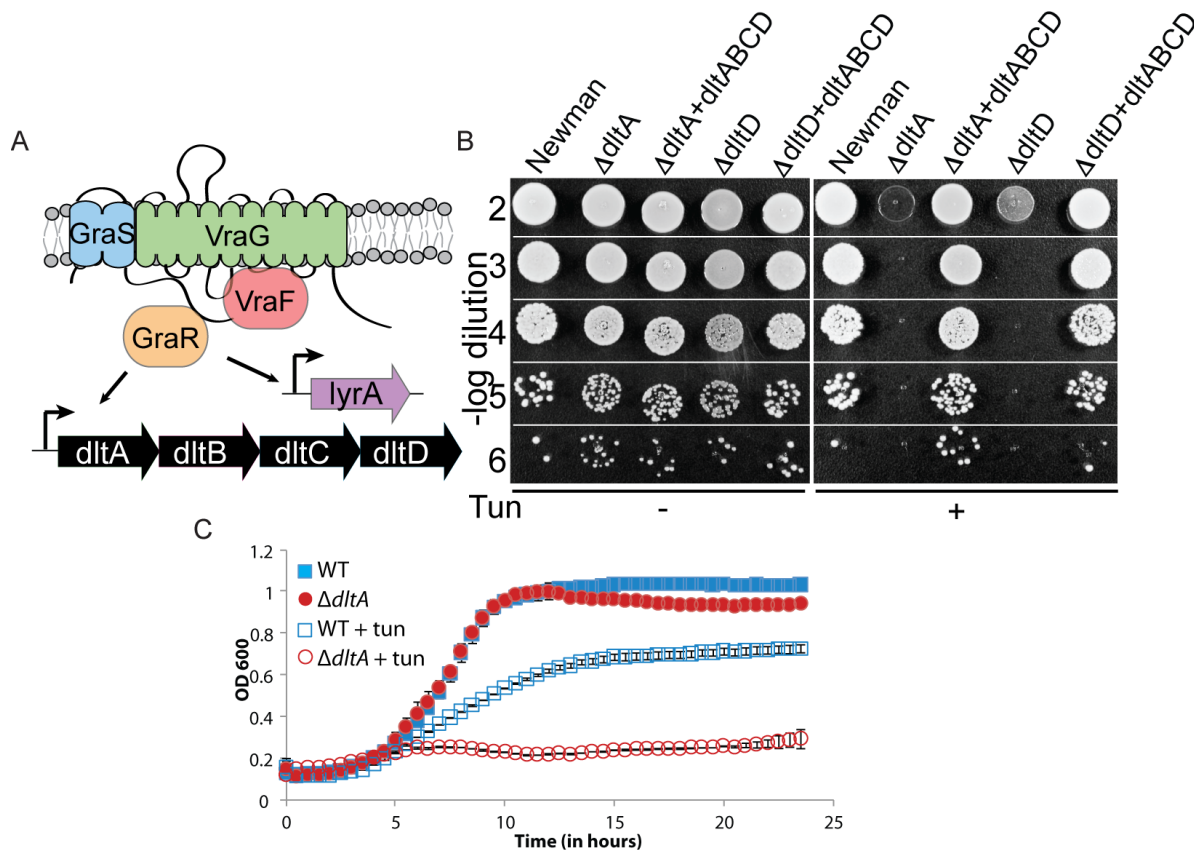 A
GraS
VraG
VraF
GraR
lyrA
dltA dltB dltC dltD
B
Newman ΔdltA ΔdltA+dltABCD ΔdltD ΔdltD+dltABCD Newman ΔdltA ΔdltA+dltABCD ΔdltD ΔdltD+dltABCD
-log dilution
2
3
4
5
6
Tun - +
C
WT
ΔdltA
WT + tun
ΔdltA + tun
OD 600
1.2
1
0.8
0.6
0.4
0.2
0
0 5 10 15 20 25
Time (in hours)